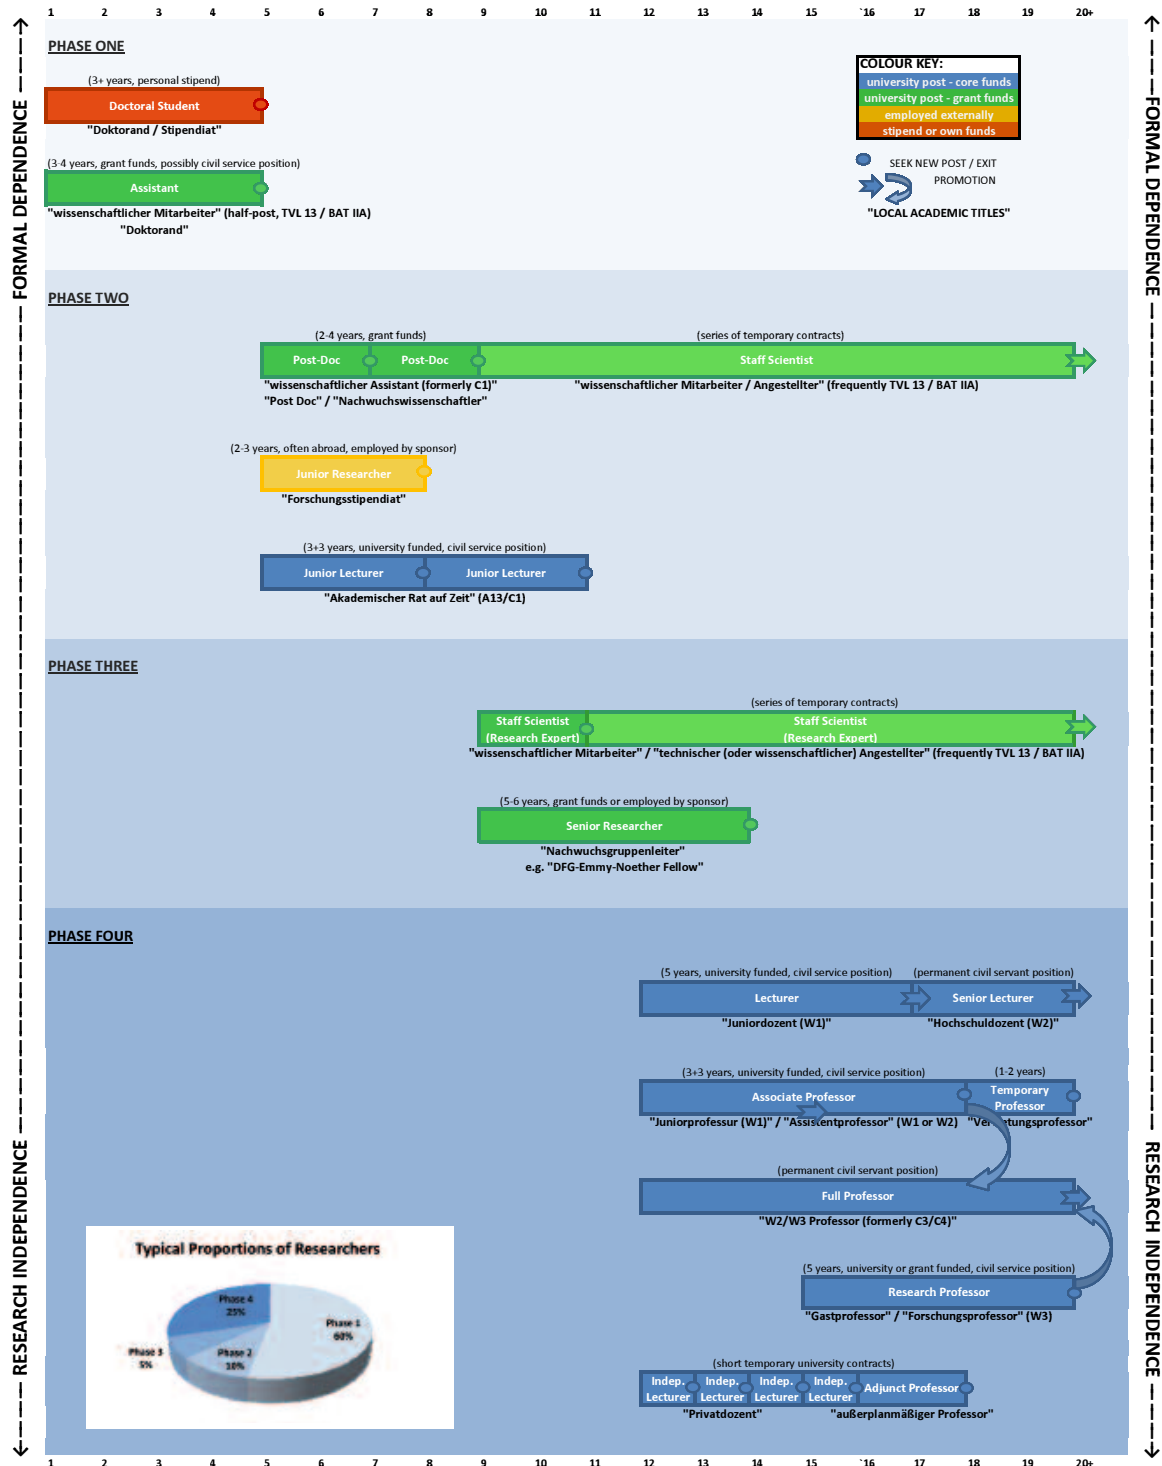 1 2 3 4 5 6 7 8 9 10 11 12 13 14 15 `16 17 18 19 20+
FORMAL DEPENDENCE
RESEARCH INDEPENDENCE
FORMAL DEPENDENCE
RESEARCH INDEPENDENCE
PHASE ONE
(3+ years, personal stipend)
Doctoral Student
"Doktorand / Stipendiat"
(3-4 years, grant funds, possibly civil service position)
Assistant
"wissenschaftlicher Mitarbeiter" (half-post, TVL 13 / BAT IIA)
"Doktorand"
COLOUR KEY:
university post - core funds
university post - grant funds
employed externally
stipend or own funds
SEEK NEW POST / EXIT
PROMOTION
"LOCAL ACADEMIC TITLES"
PHASE TWO
(2-4 years, grant funds)
(series of temporary contracts)
Post-Doc
Post-Doc
Staff Scientist
"wissenschaftlicher Assistant (formerly C1)"
"Post Doc" / "Nachwuchswissenschaftler"
"wissenschaftlicher Mitarbeiter / Angestellter" (frequently TVL 13 / BAT IIA)
(2-3 years, often abroad, employed by sponsor)
Junior Researcher
"Forschungsstipendiat"
(3+3 years, university funded, civil service position)
Junior Lecturer
Junior Lecturer
"Akademischer Rat auf Zeit" (A13/C1)
PHASE THREE
(series of temporary contracts)
Staff Scientist
(Research Expert)
Staff Scientist
(Research Expert)
"wissenschaftlicher Mitarbeiter" / "technischer (oder wissenschaftlicher) Angestellter" (frequently TVL 13 / BAT IIA)
(5-6 years, grant funds or employed by sponsor)
Senior Researcher
"Nachwuchsgruppenleiter"
e.g. "DFG-Emmy-Noether Fellow"
PHASE FOUR
(5 years, university funded, civil service position)
(permanent civil servant position)
Lecturer
Senior Lecturer
"Juniordozent (W1)"
"Hochschuldozent (W2)"
(3+3 years, university funded, civil service position)
(1-2 years)
Associate Professor
Temporary
Professor
"Juniorprofessur (W1)" / "Assistentprofessor" (W1 or W2)
"Vertretungsprofessor"
(permanent civil servant position)
Full Professor
"W2/W3 Professor (formerly C3/C4)"
(5 years, university or grant funded, civil service position)
Research Professor
"Gastprofessor" / "Forschungsprofessor" (W3)
(short temporary university contracts)
Indep.
Lecturer
Indep.
Lecturer
Indep.
Lecturer
Indep.
Lecturer
Adjunct Professor
"Privatdozent"
"außerplanmäßiger Professor"
Typical Proportions of Researchers
Phase 4
25%
Phase 1
60%
Phase 3
5%
Phase 2
10%
1 2 3 4 5 6 7 8 9 10 11 12 13 14 15 `16 17 18 19 20+